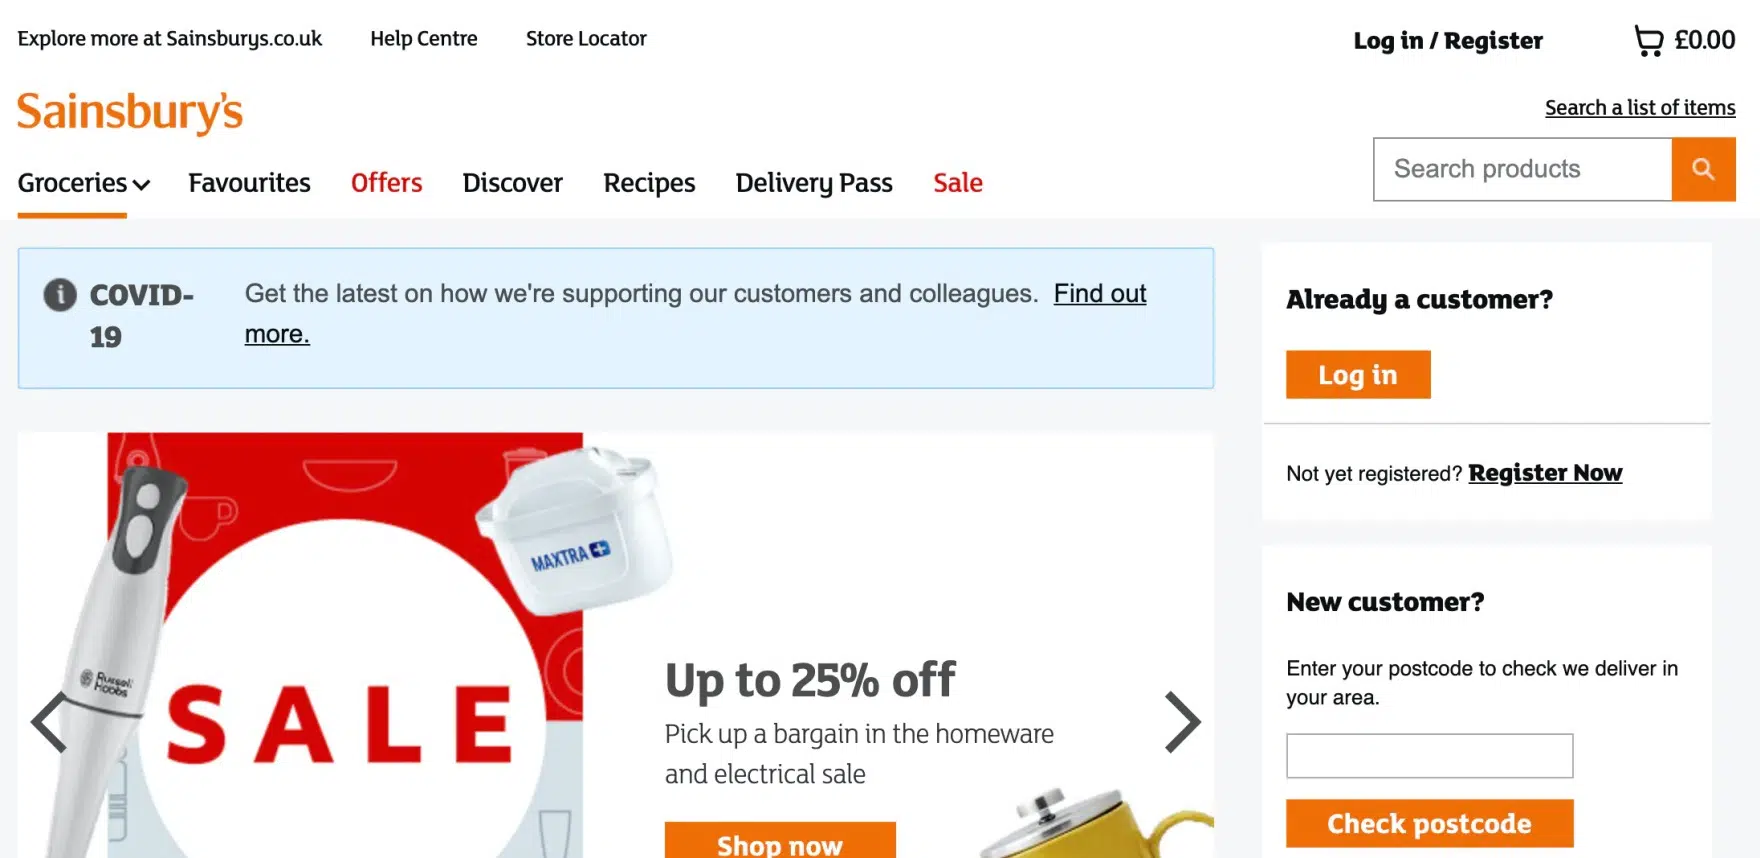 Explore more at Sainsburys.co.uk Help Centre Store Locator
Log in / Register £0.00
Sainsbury's
Search a list of items
Groceries Favourites Offers Discover Recipes Delivery Pass Sale
Search products
COVID-
19
Get the latest on how we're supporting our customers and colleagues. Find out
more.
Already a customer?
Log in
Not yet registered? Register Now
MAXTRA+
Russell
Hobbs
SALE
Up to 25% off
Pick up a bargain in the homeware
and electrical sale
Shop now
New customer?
Enter your postcode to check we deliver in
your area.
Check postcode